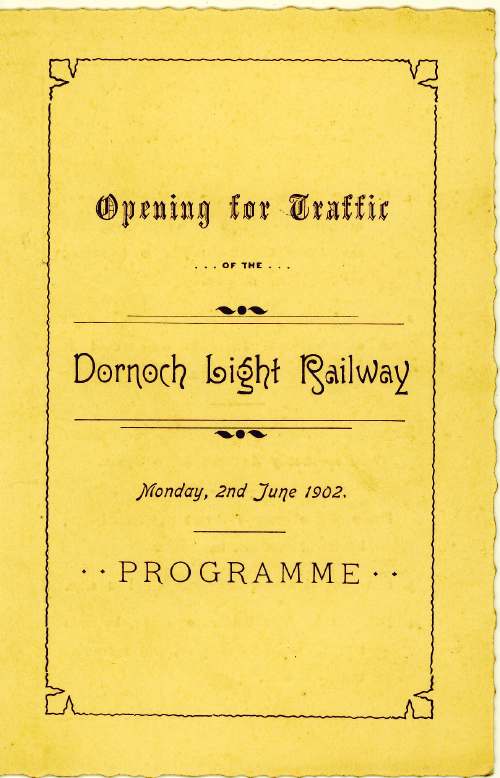 Opening for Traffic
... OF THE ...
Dornoch Light Railway
Monday, 2nd June 1902.
·· PROGRAMME ··